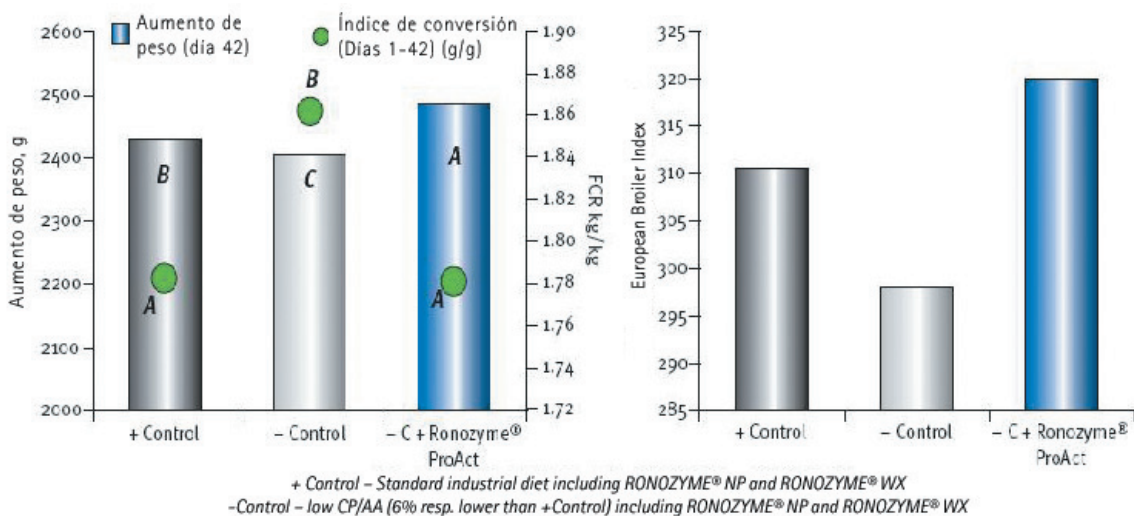 2600
2500
2400
2300
2200
2100
2000
Aumento de peso, g
Aumento de
peso (día 42)
Índice de conversión
(Días 1-42) (g/g)
B
A
B
C
A
A
1.90
1.88
1.86
1.84
1.82
1.80
1.78
1.76
1.74
1.72
FCR kg/kg
+ Control
– Control
– C + Ronozyme®
ProAct
European Broiler Index
325
320
315
310
305
300
295
290
285
+ Control
– Control
– C + Ronozyme®
ProAct
+ Control – Standard industrial diet including RONOZYME® NP and RONOZYME® WX
-Control – low CP/AA (6% resp. lower than +Control) including RONOZYME® NP and RONOZYME® WX